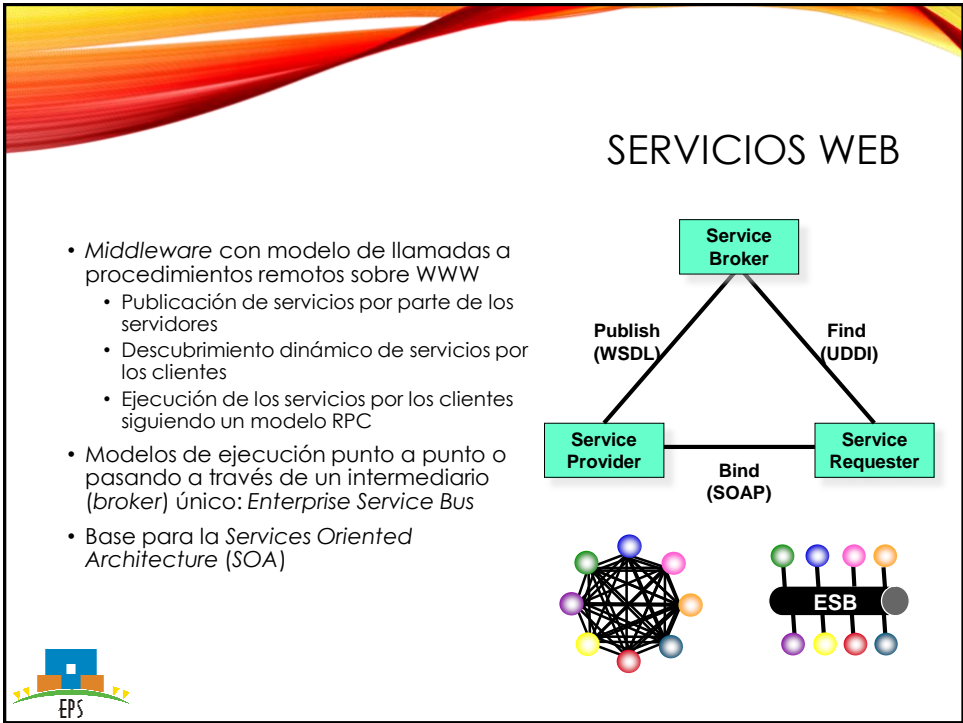 SERVICIOS WEB
• Middleware con modelo de llamadas a
procedimientos remotos sobre WWW
• Publicación de servicios por parte de los
servidores
• Descubrimiento dinámico de servicios por
los clientes
• Ejecución de los servicios por los clientes
siguiendo un modelo RPC
• Modelos de ejecución punto a punto o
pasando a través de un intermediario
(broker) único: Enterprise Service Bus
• Base para la Services Oriented
Architecture (SOA)
Service
Broker
Publish
(WSDL)
Find
(UDDI)
Service
Provider
Service
Requester
Bind
(SOAP)
ESB
EPS